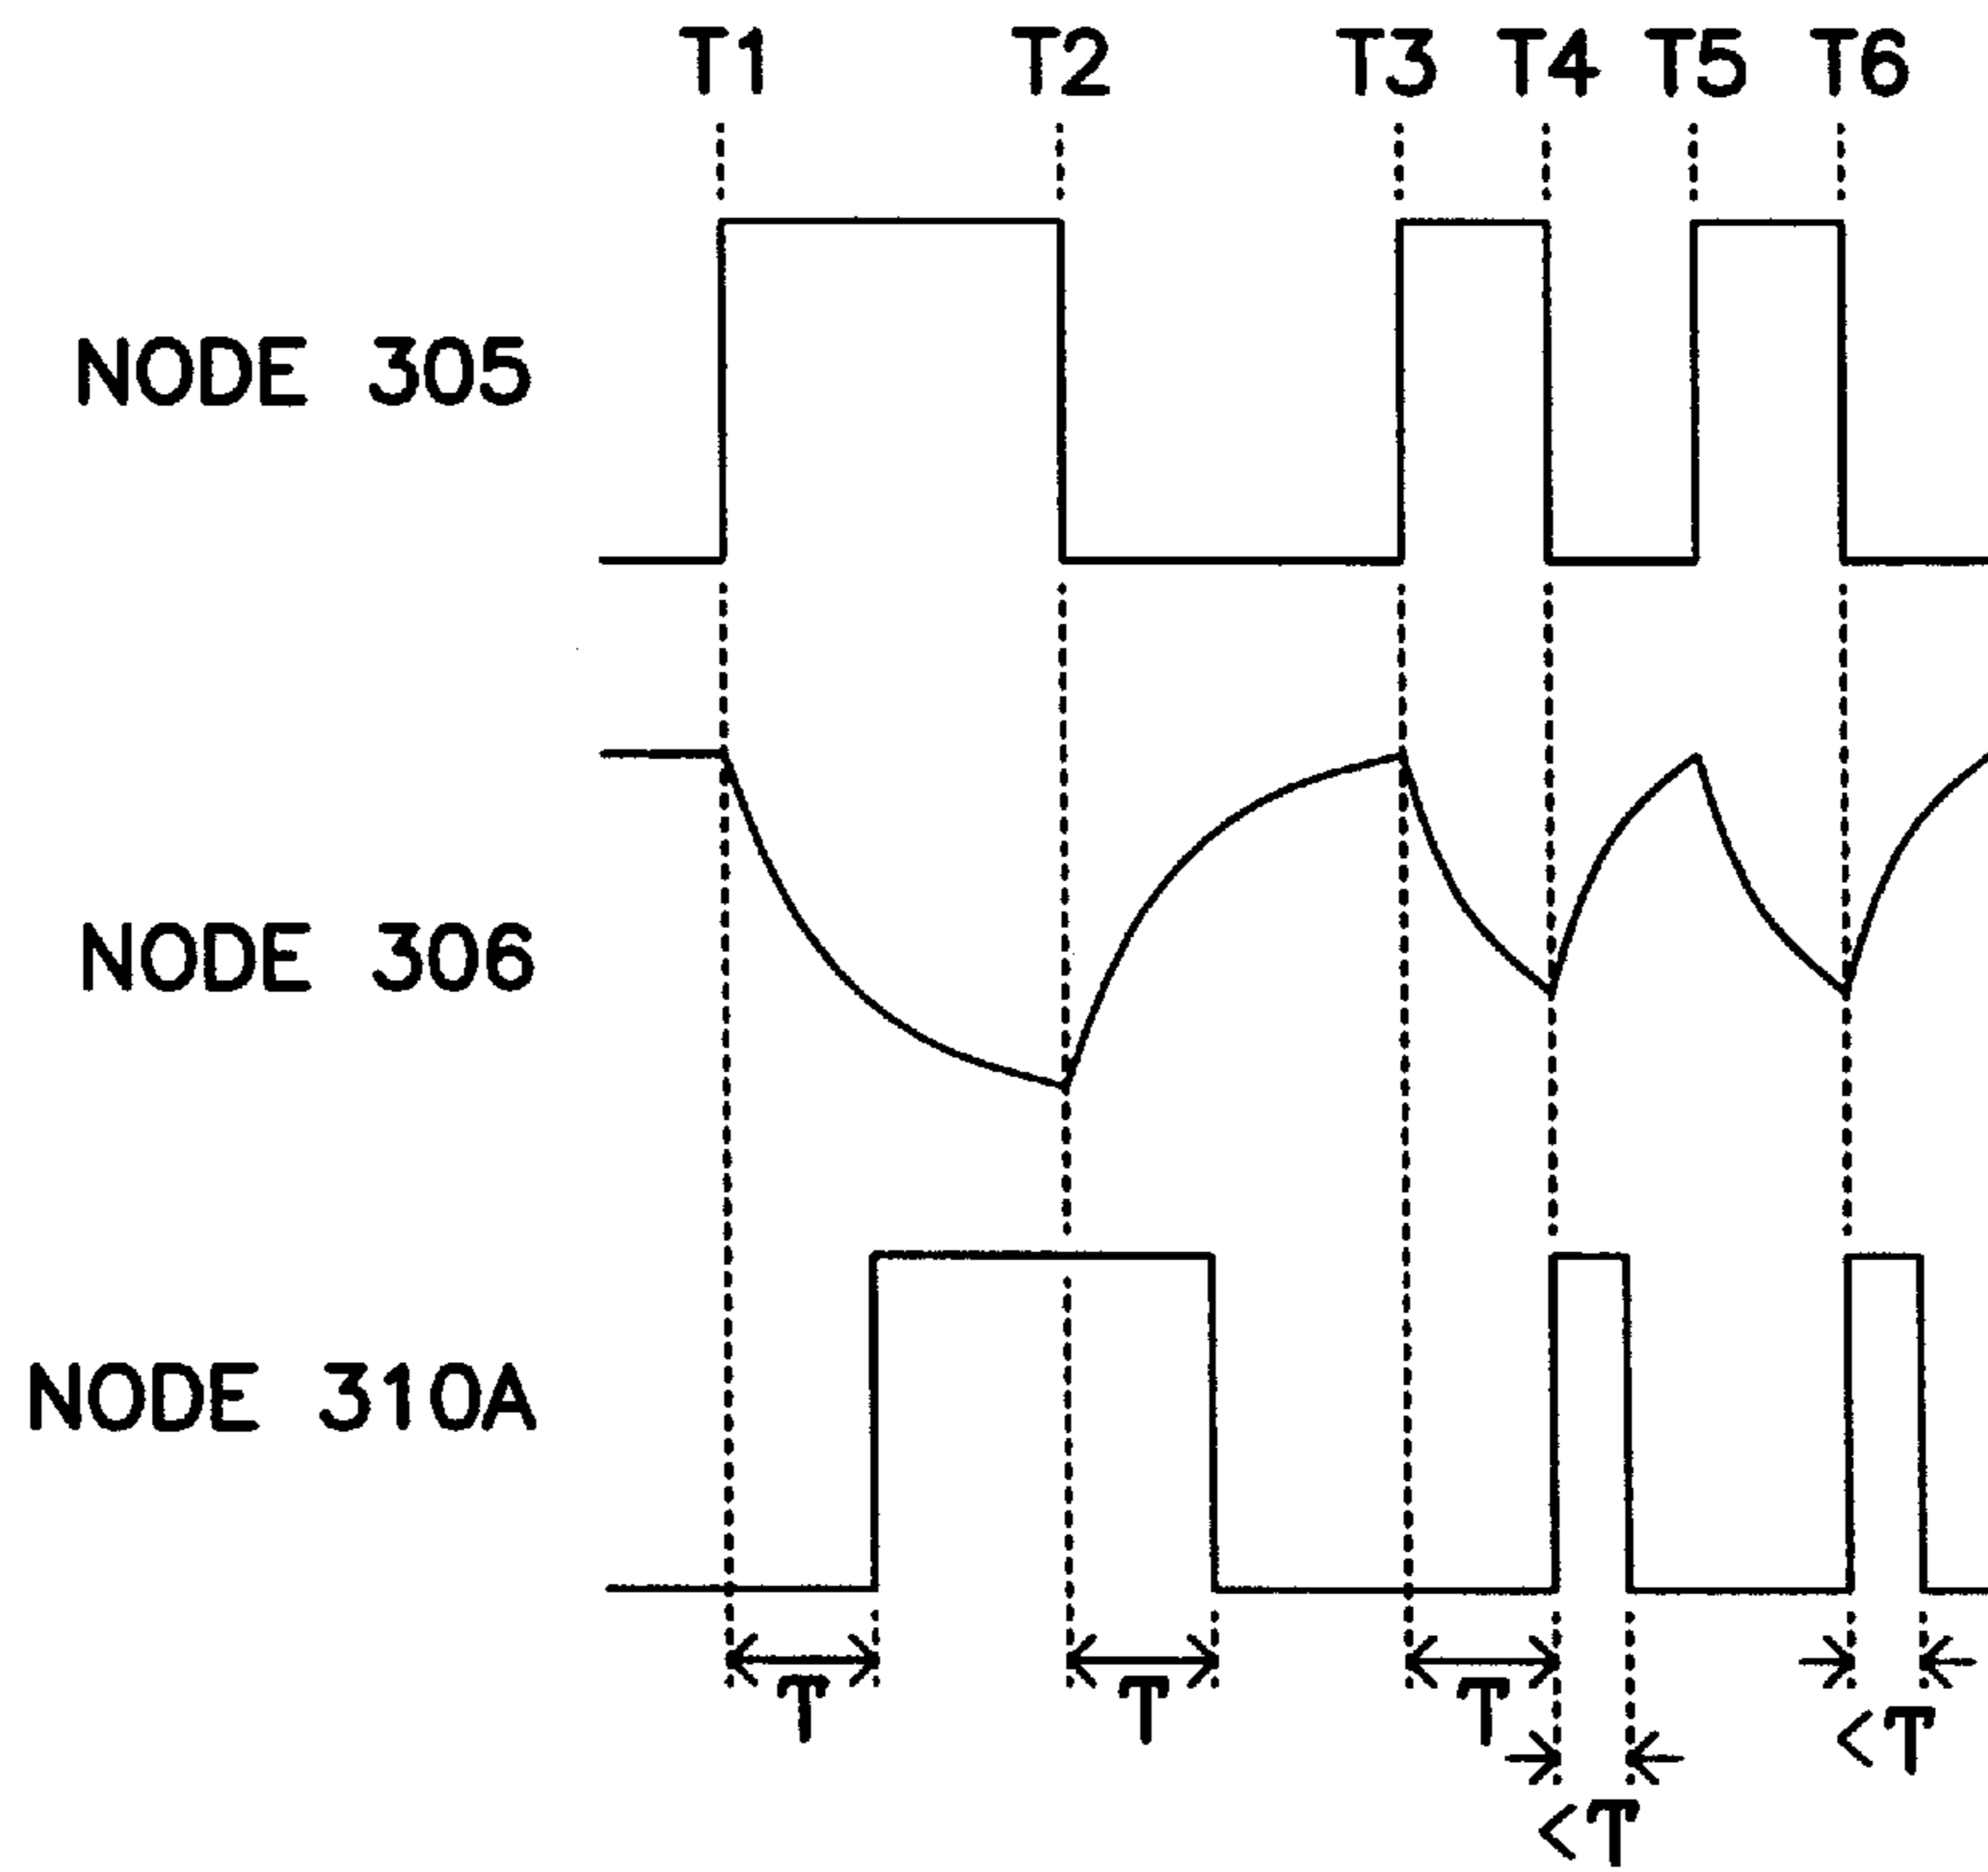 T1 T2 T3 T4 T5 T6
NODE 305
NODE 306
NODE 310A
T T T
<T
<T